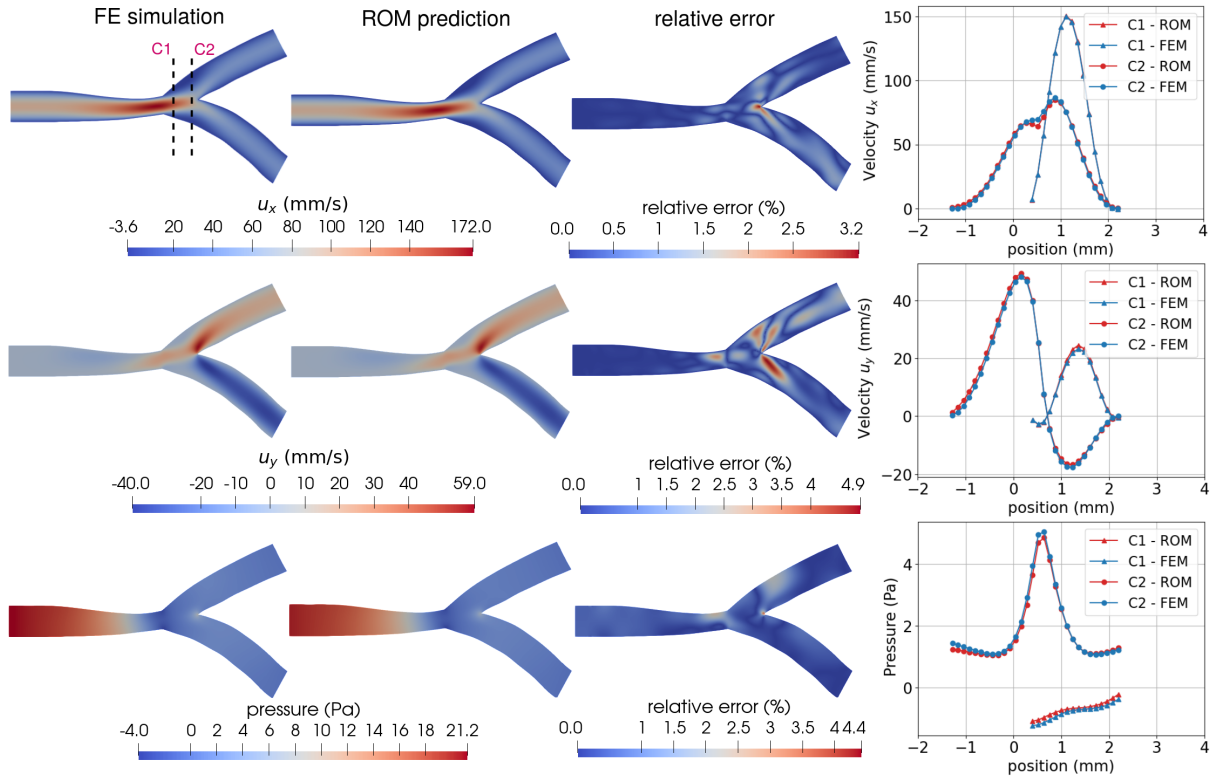 FE simulation
ROM prediction
relative error
C1 C2
u_x (mm/s)
-3.6 20 40 60 80 100 120 140 172.0
relative error (%)
0.0 0.5 1 1.5 2 2.5 3.2
150
100
50
0
Velocity u_x (mm/s)
C1 - ROM
C1 - FEM
C2 - ROM
C2 - FEM
−2 −1 0 1 2 3 4
position (mm)
u_y (mm/s)
-40.0 -20 -10 0 10 20 30 40 59.0
relative error (%)
0.0 1 1.5 2 2.5 3 3.5 4.9
40
20
0
−20
Velocity u_y (mm/s)
C1 - ROM
C1 - FEM
C2 - ROM
C2 - FEM
−2 −1 0 1 2 3 4
position (mm)
pressure (Pa)
-4.0 0 2 4 6 8 10 12 14 16 18 21.2
relative error (%)
0.0 1 1.5 2 2.5 3 3.5 44.4
4
2
0
Pressure (Pa)
C1 - ROM
C1 - FEM
C2 - ROM
C2 - FEM
−2 −1 0 1 2 3 4
position (mm)